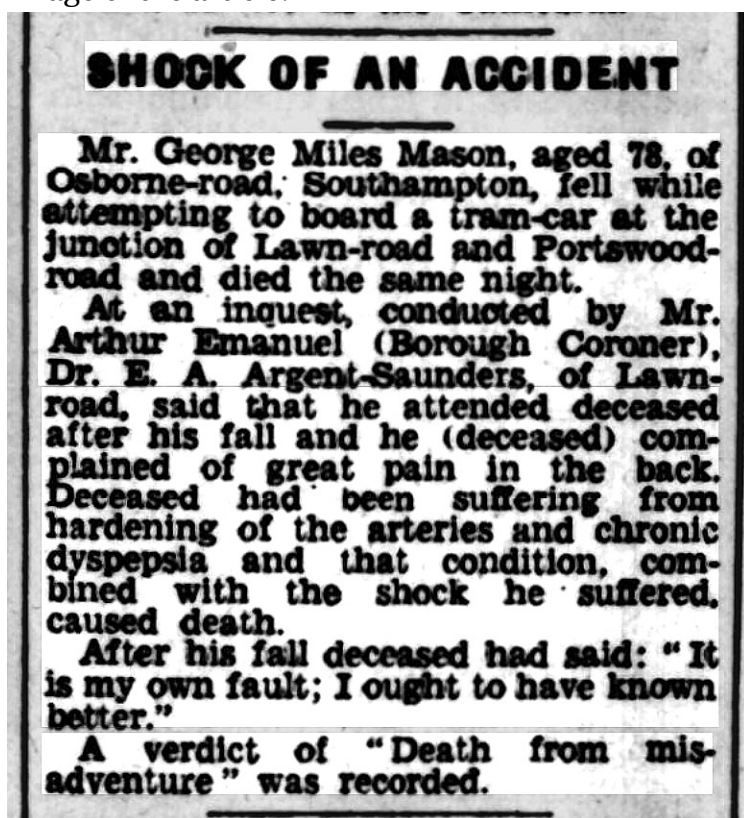 SHOCK OF AN ACCIDENT
Mr. George Miles Mason, aged 78, of
Osborne-road, Southampton, fell while
attempting to board a tram-car at the
junction of Lawn-road and Portswood-
road and died the same night.
At an inquest, conducted by Mr.
Arthur Emanuel (Borough Coroner),
Dr. E. A. Argent-Saunders, of Lawn-
road, said that he attended deceased
after his fall and he (deceased) com-
plained of great pain in the back.
Deceased had been suffering from
hardening of the arteries and chronic
dyspepsia and that condition, com-
bined with the shock he suffered,
caused death.
After his fall deceased had said: “It
is my own fault; I ought to have known
better.”
A verdict of “Death from mis-
adventure” was recorded.